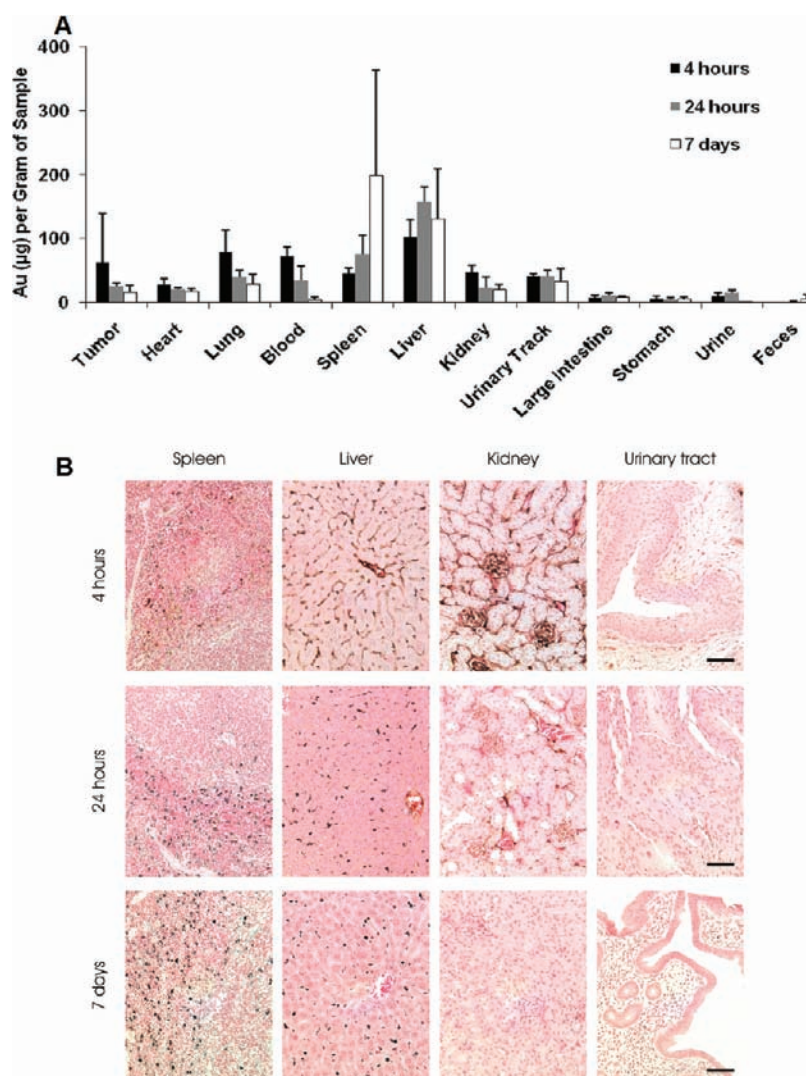 A
Au (µg) per Gram of Sample
400
300
200
100
0
4 hours
24 hours
7 days
Tumor
Heart
Lung
Blood
Spleen
Liver
Kidney
Urinary Track
Large Intestine
Stomach
Urine
Feces
B
Spleen Liver Kidney Urinary tract
4 hours
24 hours
7 days